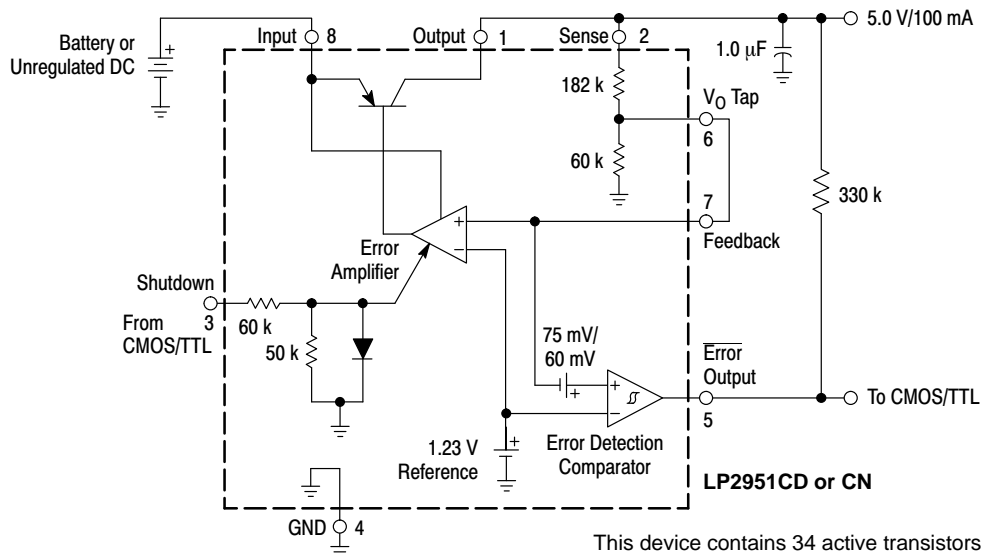 5.0 V/100 mA
Battery or
Unregulated DC
+
Input
8
Output
1
Sense
2
1.0 μF
182 k
VO Tap
6
60 k
7
Feedback
330 k
+
−
Error
Amplifier
Shutdown
3
From
CMOS/TTL
60 k
50 k
75 mV/
60 mV
+
+
−
Error
Output
5
To CMOS/TTL
1.23 V
Reference
+
Error Detection
Comparator
LP2951CD or CN
GND
4
This device contains 34 active transistors